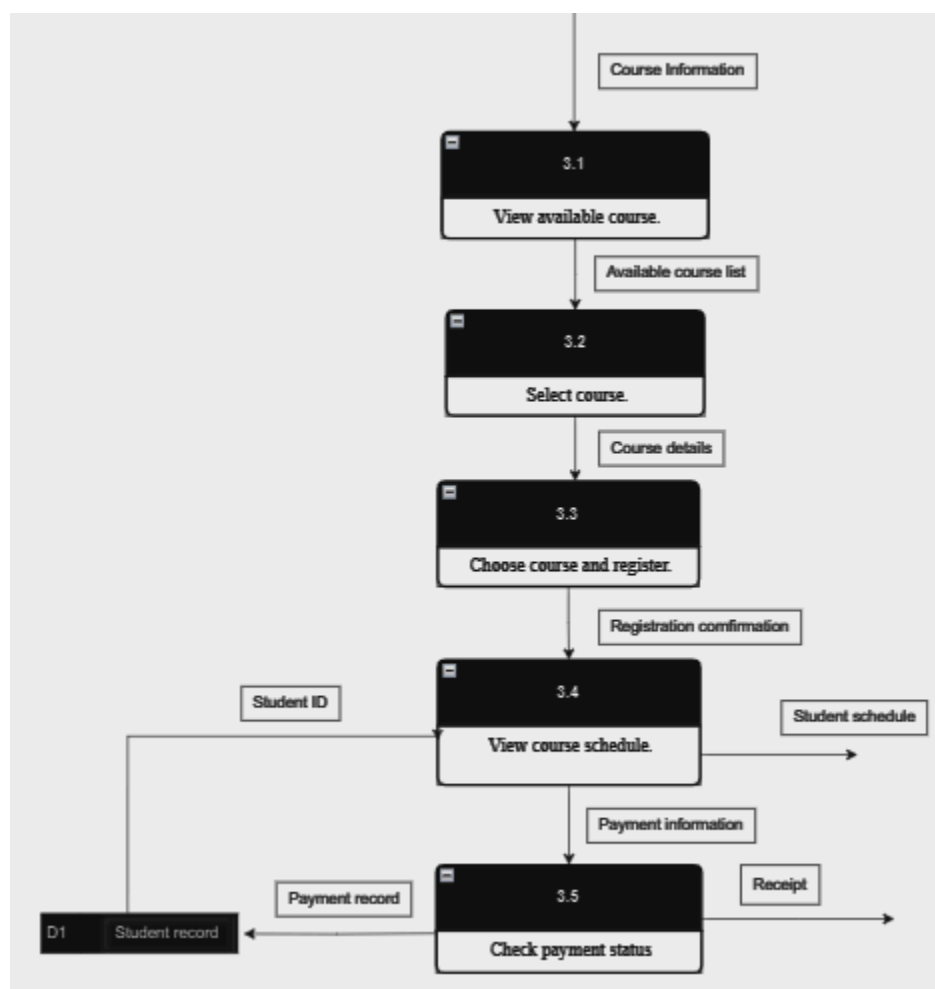 Course Information
3.1
View available course.
Available course list
3.2
Select course.
Course details
3.3
Choose course and register.
Registration comfirmation
3.4
Student ID
Student schedule
View course schedule.
Payment information
Receipt
3.5
Payment record
D1 Student record
Check payment status